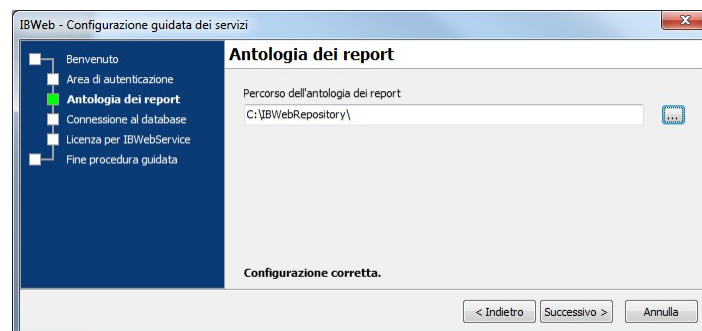 IBWeb - Configurazione guidata dei servizi
Benvenuto
Area di autenticazione
Antologia dei report
Connessione al database
Licenza per IBWebService
Fine procedura guidata
Antologia dei report
Percorso dell'antologia dei report
C:\IBWebRepository\
...
Configurazione corretta.
< Indietro
Successivo >
Annulla